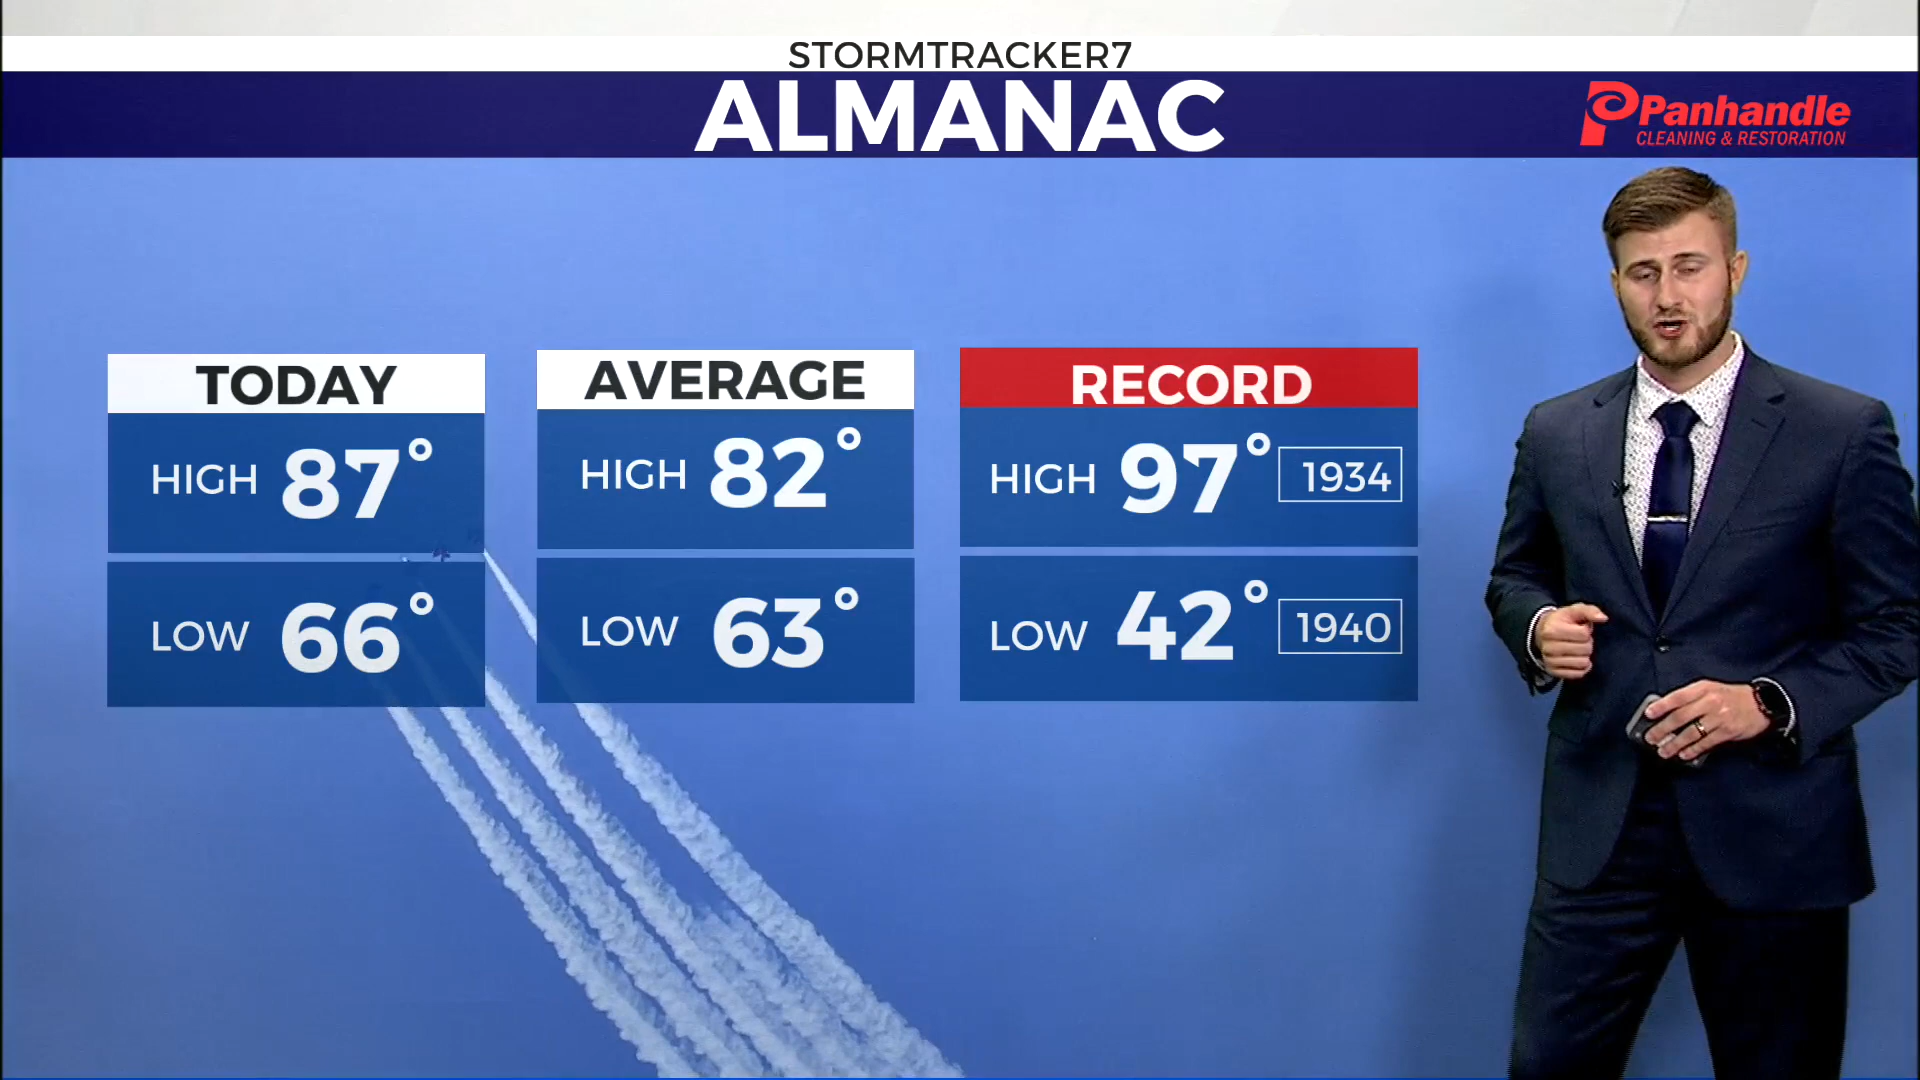 STORMTRACKER7
ALMANAC
Panhandle
CLEANING & RESTORATION
TODAY
HIGH 87°
LOW 66°
AVERAGE
HIGH 82°
LOW 63°
RECORD
HIGH 97° 1934
LOW 42° 1940